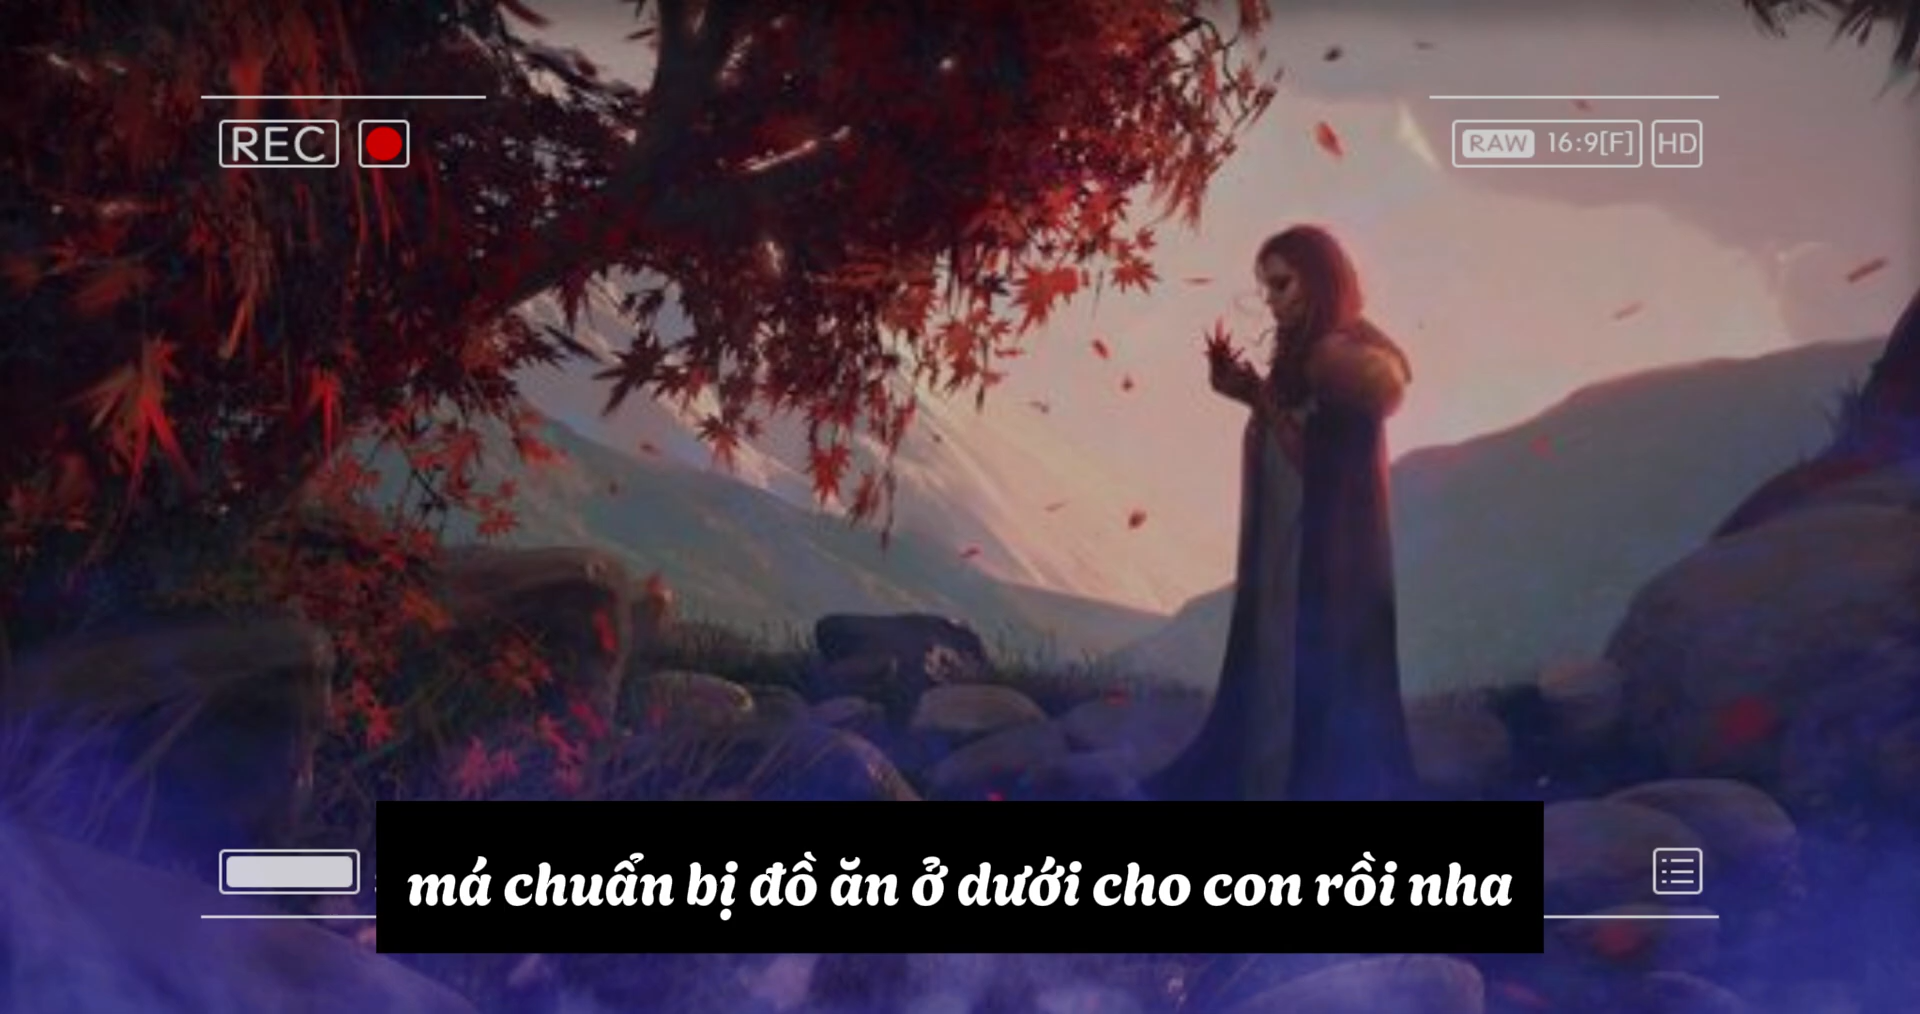 REC
RAW 16:9[F] HD
má chuẩn bị đồ ăn ở dưới cho con rồi nha